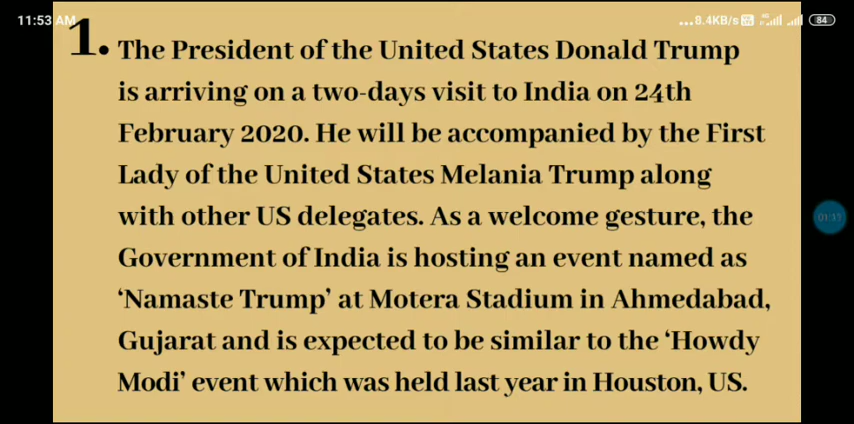 11:53 AM
...8.4KB/s
84
1.
The President of the United States Donald Trump
is arriving on a two-days visit to India on 24th
February 2020. He will be accompanied by the First
Lady of the United States Melania Trump along
with other US delegates. As a welcome gesture, the
Government of India is hosting an event named as
‘Namaste Trump’ at Motera Stadium in Ahmedabad,
Gujarat and is expected to be similar to the ‘Howdy
Modi’ event which was held last year in Houston, US.